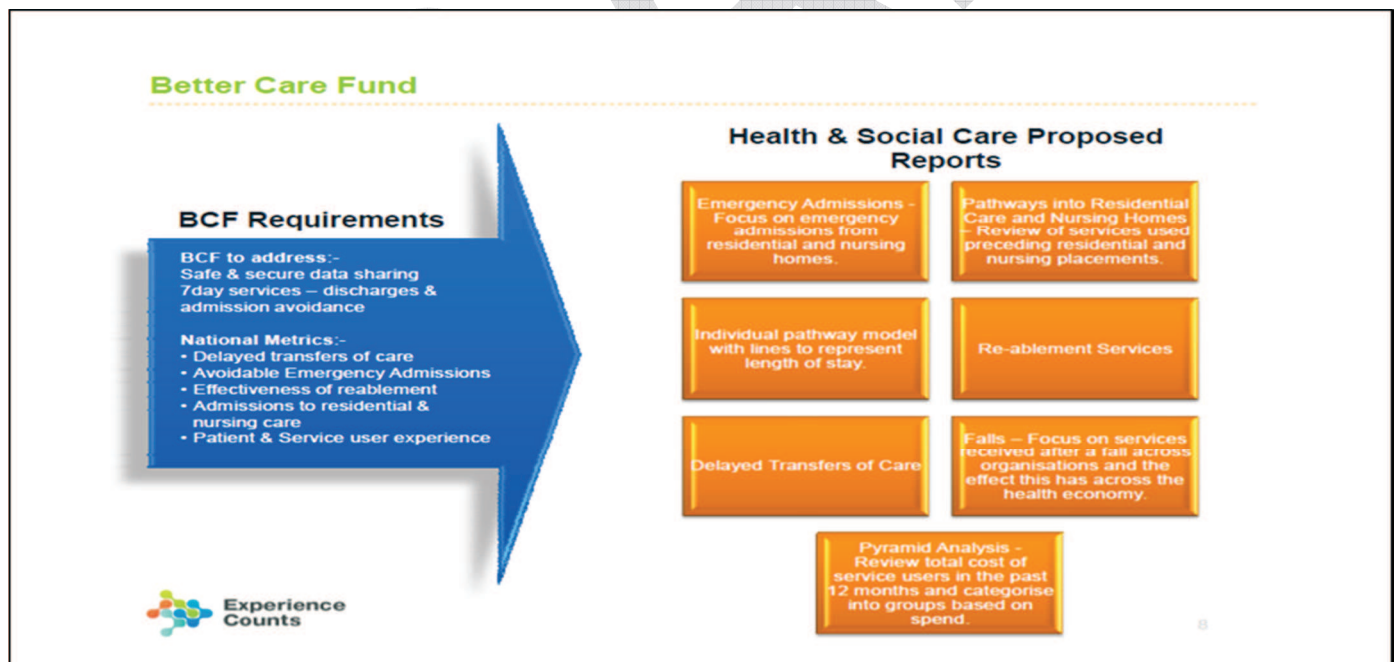 Better Care Fund
BCF Requirements
BCF to address:-
Safe & secure data sharing
7day services – discharges &
admission avoidance
National Metrics:-
• Delayed transfers of care
• Avoidable Emergency Admissions
• Effectiveness of reablement
• Admissions to residential &
nursing care
• Patient & Service user experience
Health & Social Care Proposed
Reports
Emergency Admissions -
Focus on emergency
admissions from
residential and nursing
homes.
Pathways into Residential
Care and Nursing Homes
– Review of services used
preceding residential and
nursing placements.
Individual pathway model
with lines to represent
length of stay.
Re-ablement Services
Delayed Transfers of Care
Falls – Focus on services
received after a fall across
organisations and the
effect this has across the
health economy.
Pyramid Analysis -
Review total cost of
service users in the past
12 months and categorise
into groups based on
spend.
Experience
Counts
8